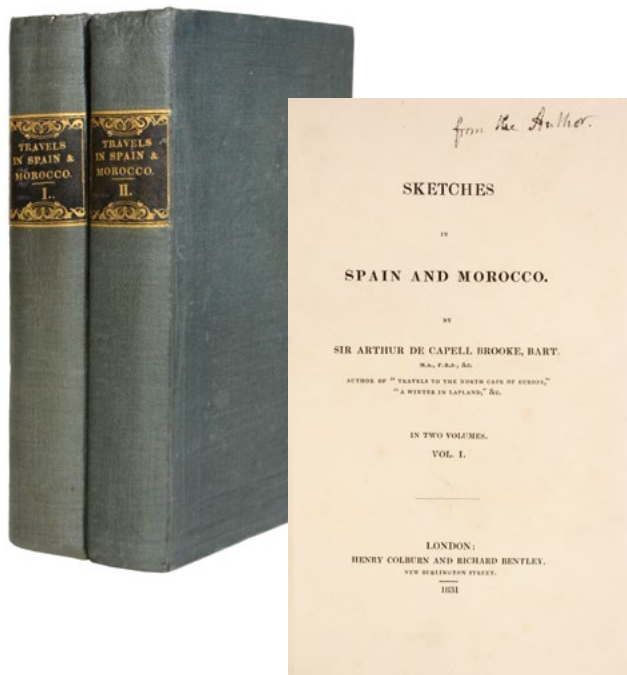 TRAVELS
IN SPAIN &
MOROCCO.
I.
TRAVELS
IN SPAIN &
MOROCCO.
II.
from the Author.
SKETCHES
IN
SPAIN AND MOROCCO.
BY
SIR ARTHUR DE CAPELL BROOKE, BART.
M.A., F.R.S., &c.
AUTHOR OF "TRAVELS TO THE NORTH CAPE OF EUROPE,"
"A WINTER IN LAPLAND," &c.
IN TWO VOLUMES.
VOL. I.
LONDON:
HENRY COLBURN AND RICHARD BENTLEY,
NEW BURLINGTON STREET.
1831